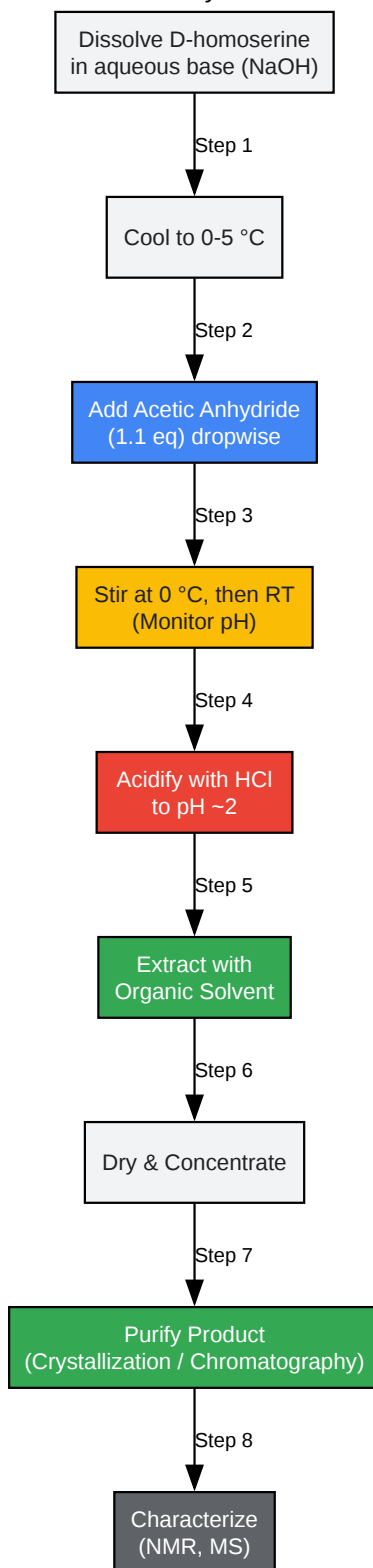 Dissolve D-homoserine
in aqueous base (NaOH)
Step 1
Cool to 0-5 °C
Step 2
Add Acetic Anhydride
(1.1 eq) dropwise
Step 3
Stir at 0 °C, then RT
(Monitor pH)
Step 4
Acidify with HCl
to pH ~2
Step 5
Extract with
Organic Solvent
Step 6
Dry & Concentrate
Step 7
Purify Product
(Crystallization / Chromatography)
Step 8
Characterize
(NMR, MS)